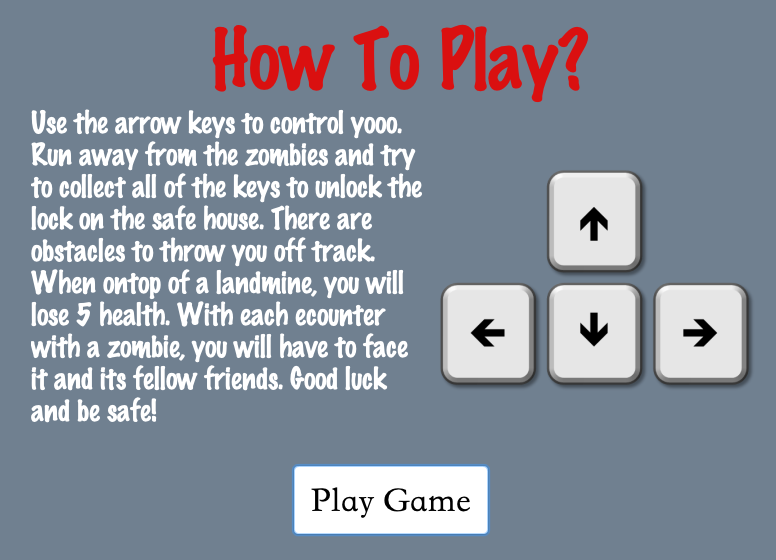 How To Play?
Use the arrow keys to control yooo.
Run away from the zombies and try
to collect all of the keys to unlock the
lock on the safe house. There are
obstacles to throw you off track.
When ontop of a landmine, you will
lose 5 health. With each ecounter
with a zombie, you will have to face
it and its fellow friends. Good luck
and be safe!
Play Game